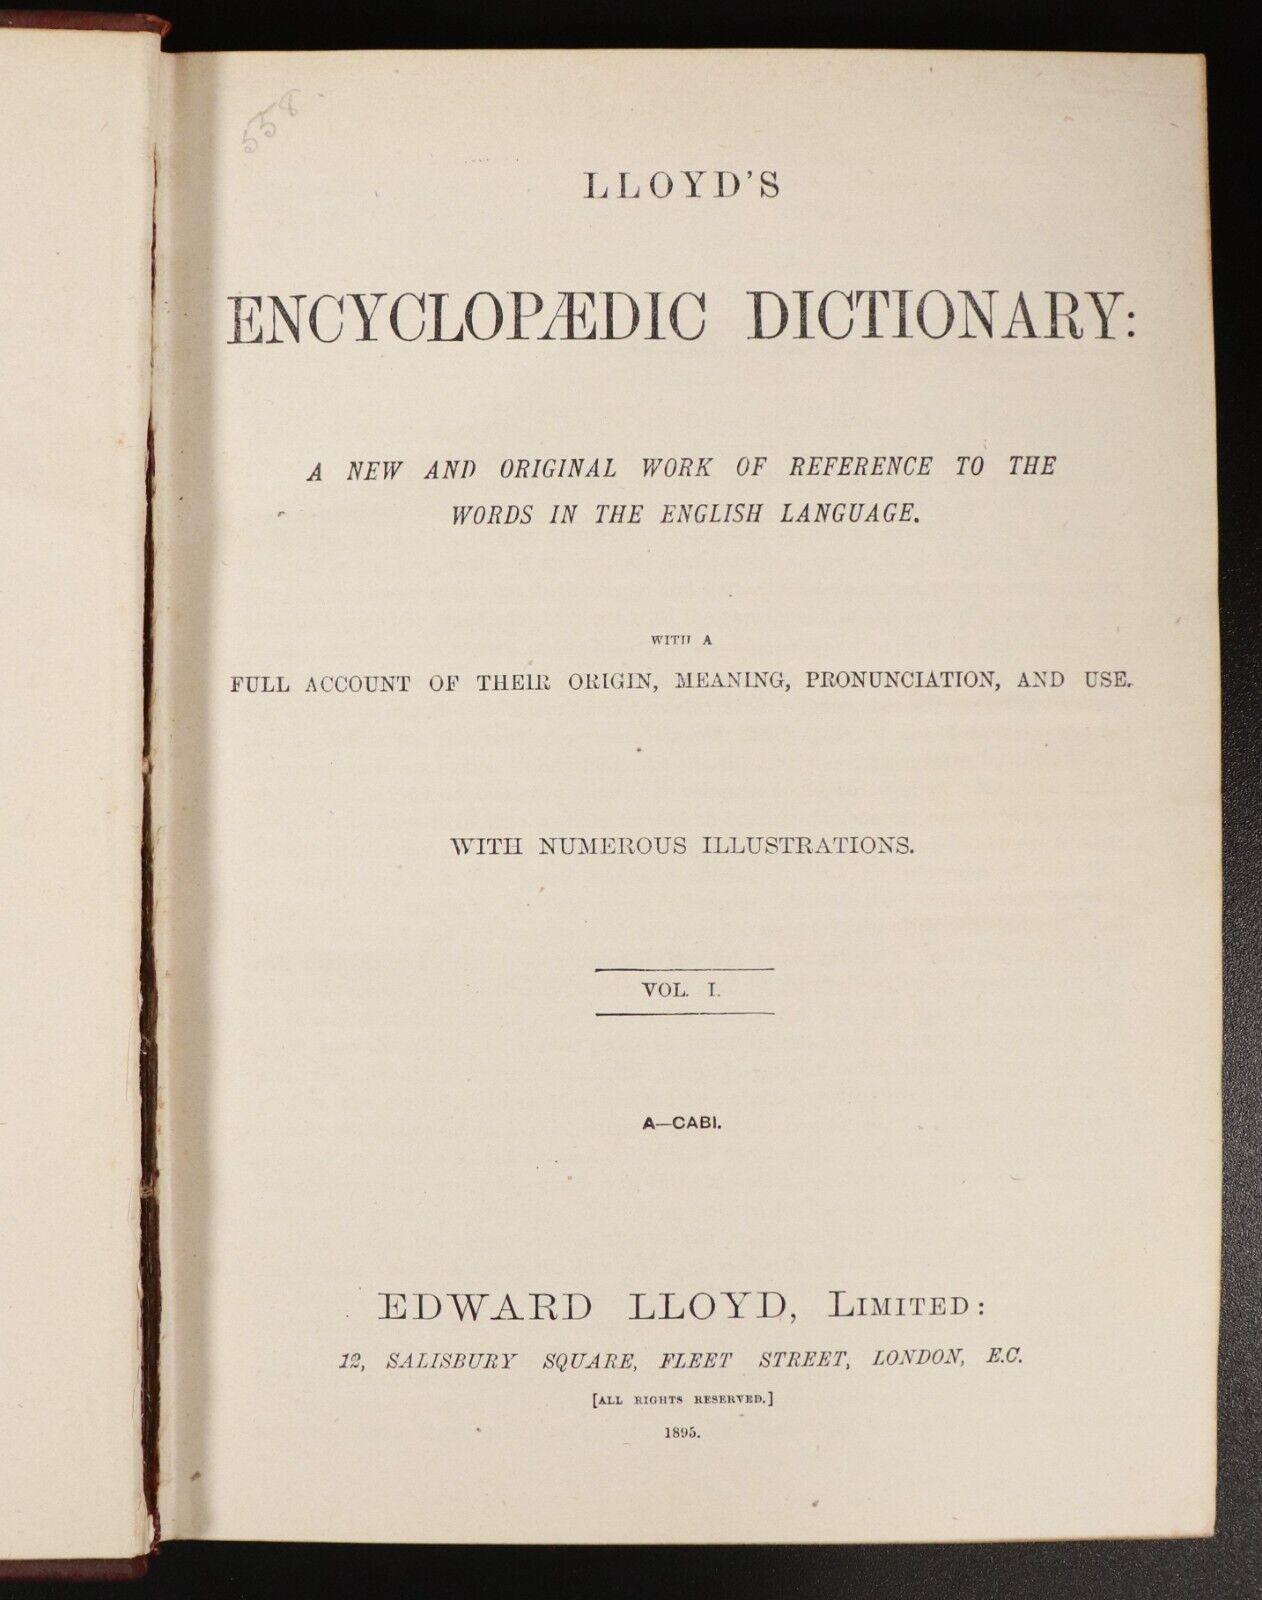 558
LLOYD'S
ENCYCLOPÆDIC DICTIONARY:
A NEW AND ORIGINAL WORK OF REFERENCE TO THE
WORDS IN THE ENGLISH LANGUAGE.
WITH A
FULL ACCOUNT OF THEIR ORIGIN, MEANING, PRONUNCIATION, AND USE.
WITH NUMEROUS ILLUSTRATIONS.
VOL. I.
A—CABI.
EDWARD LLOYD, LIMITED:
12, SALISBURY SQUARE, FLEET STREET, LONDON, E.C.
[ALL RIGHTS RESERVED.]
1895.